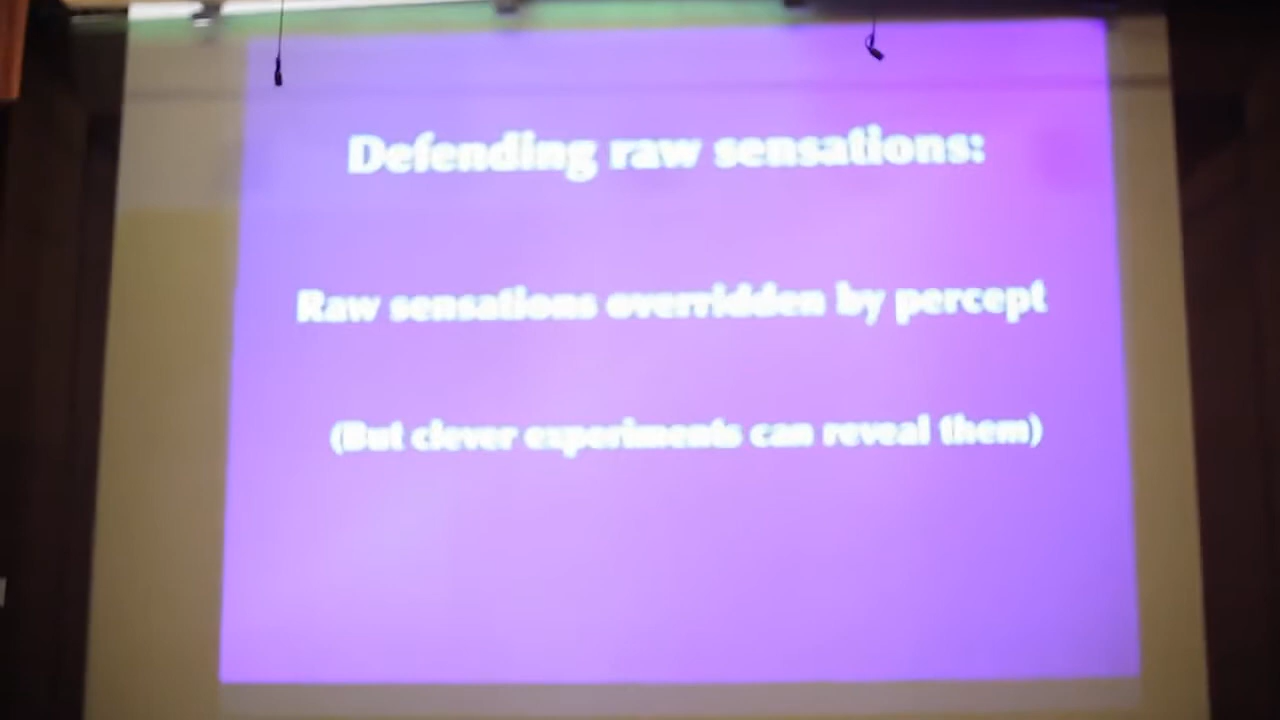 Defending raw sensations:
Raw sensations overridden by percept
(But clever experiments can reveal them)